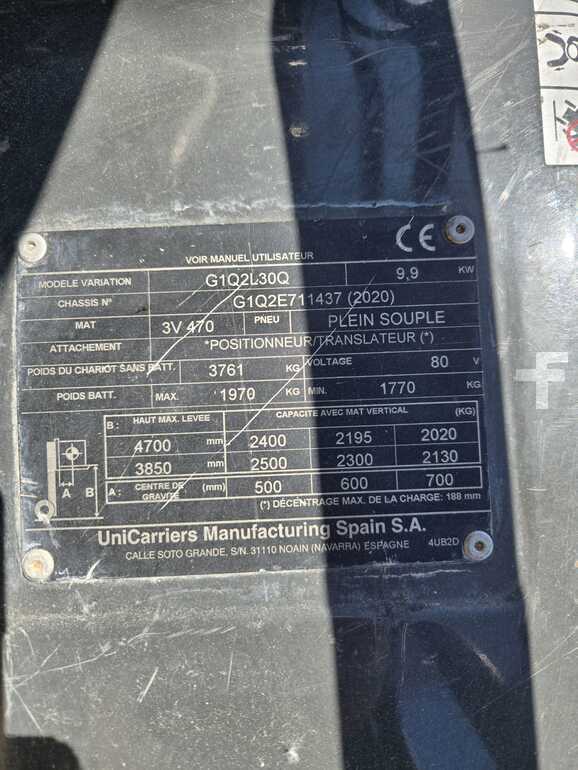 CE
VOIR MANUEL UTILISATEUR
MODELE VARIATION G1Q2L30Q 9,9 KW
CHASSIS N° G1Q2E711437 (2020)
MAT 3V 470 PNEU PLEIN SOUPLE
ATTACHEMENT *POSITIONNEUR/TRANSLATEUR (*)
POIDS DU CHARIOT SANS BATT. 3761 KG VOLTAGE 80 V
POIDS BATT. MAX. 1970 KG MIN. 1770 KG
B: HAUT MAX. LEVEE CAPACITE AVEC MAT VERTICAL (KG)
4700 mm 2400 2195 2020
3850 mm 2500 2300 2130
A: CENTRE DE GRAVITÉ (mm) 500 600 700
A B
(*) DÉCENTRAGE MAX. DE LA CHARGE: 188 mm
UniCarriers Manufacturing Spain S.A.
CALLE SOTO GRANDE, S/N. 31110 NOAIN (NAVARRA) ESPAGNE 4UB2D